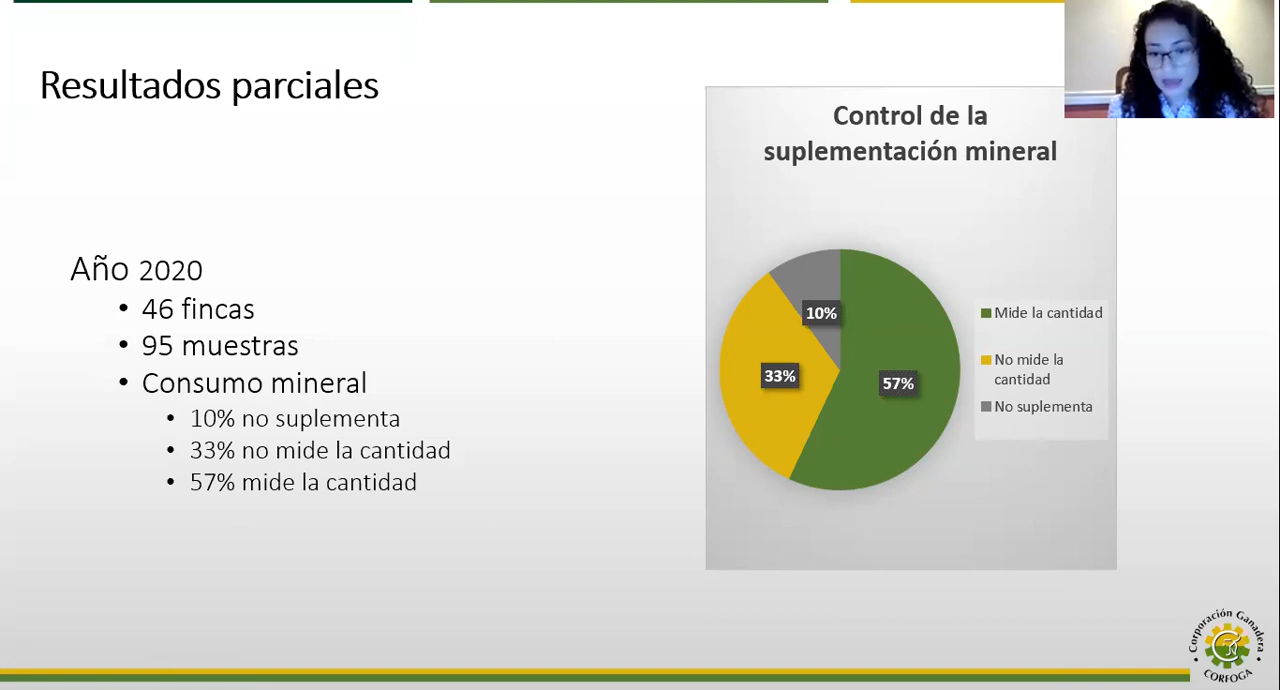 Resultados parciales
Año 2020
• 46 fincas
• 95 muestras
• Consumo mineral
• 10% no suplementa
• 33% no mide la cantidad
• 57% mide la cantidad
Control de la
suplementación mineral
10%
33%
57%
Mide la cantidad
No mide la
cantidad
No suplementa
Corporación Ganadera
CORFOGA